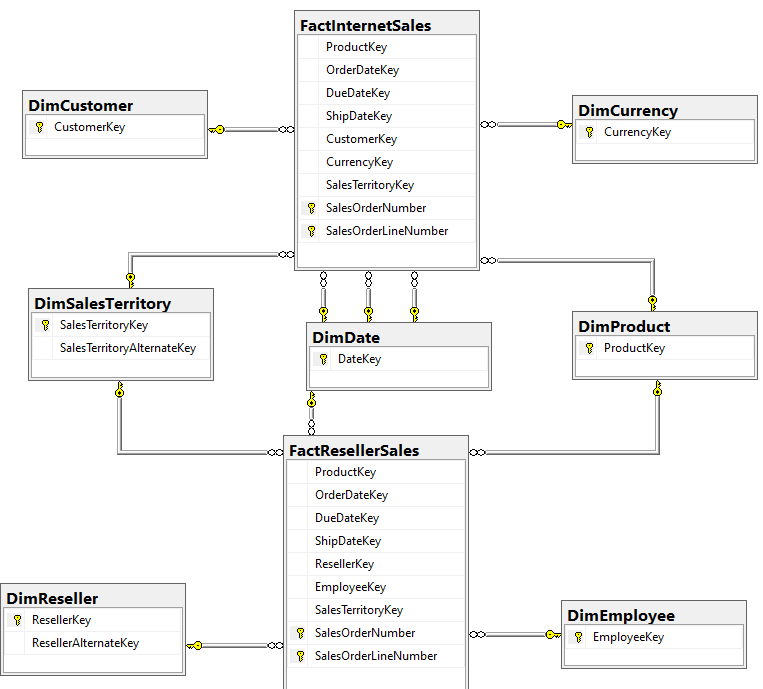 FactInternetSales
ProductKey
OrderDateKey
DueDateKey
ShipDateKey
CustomerKey
CurrencyKey
SalesTerritoryKey
SalesOrderNumber
SalesOrderLineNumber
DimCustomer
CustomerKey
DimCurrency
CurrencyKey
DimSalesTerritory
SalesTerritoryKey
SalesTerritoryAlternateKey
DimDate
DateKey
DimProduct
ProductKey
FactResellerSales
ProductKey
OrderDateKey
DueDateKey
ShipDateKey
ResellerKey
EmployeeKey
SalesTerritoryKey
SalesOrderNumber
SalesOrderLineNumber
DimReseller
ResellerKey
ResellerAlternateKey
DimEmployee
EmployeeKey